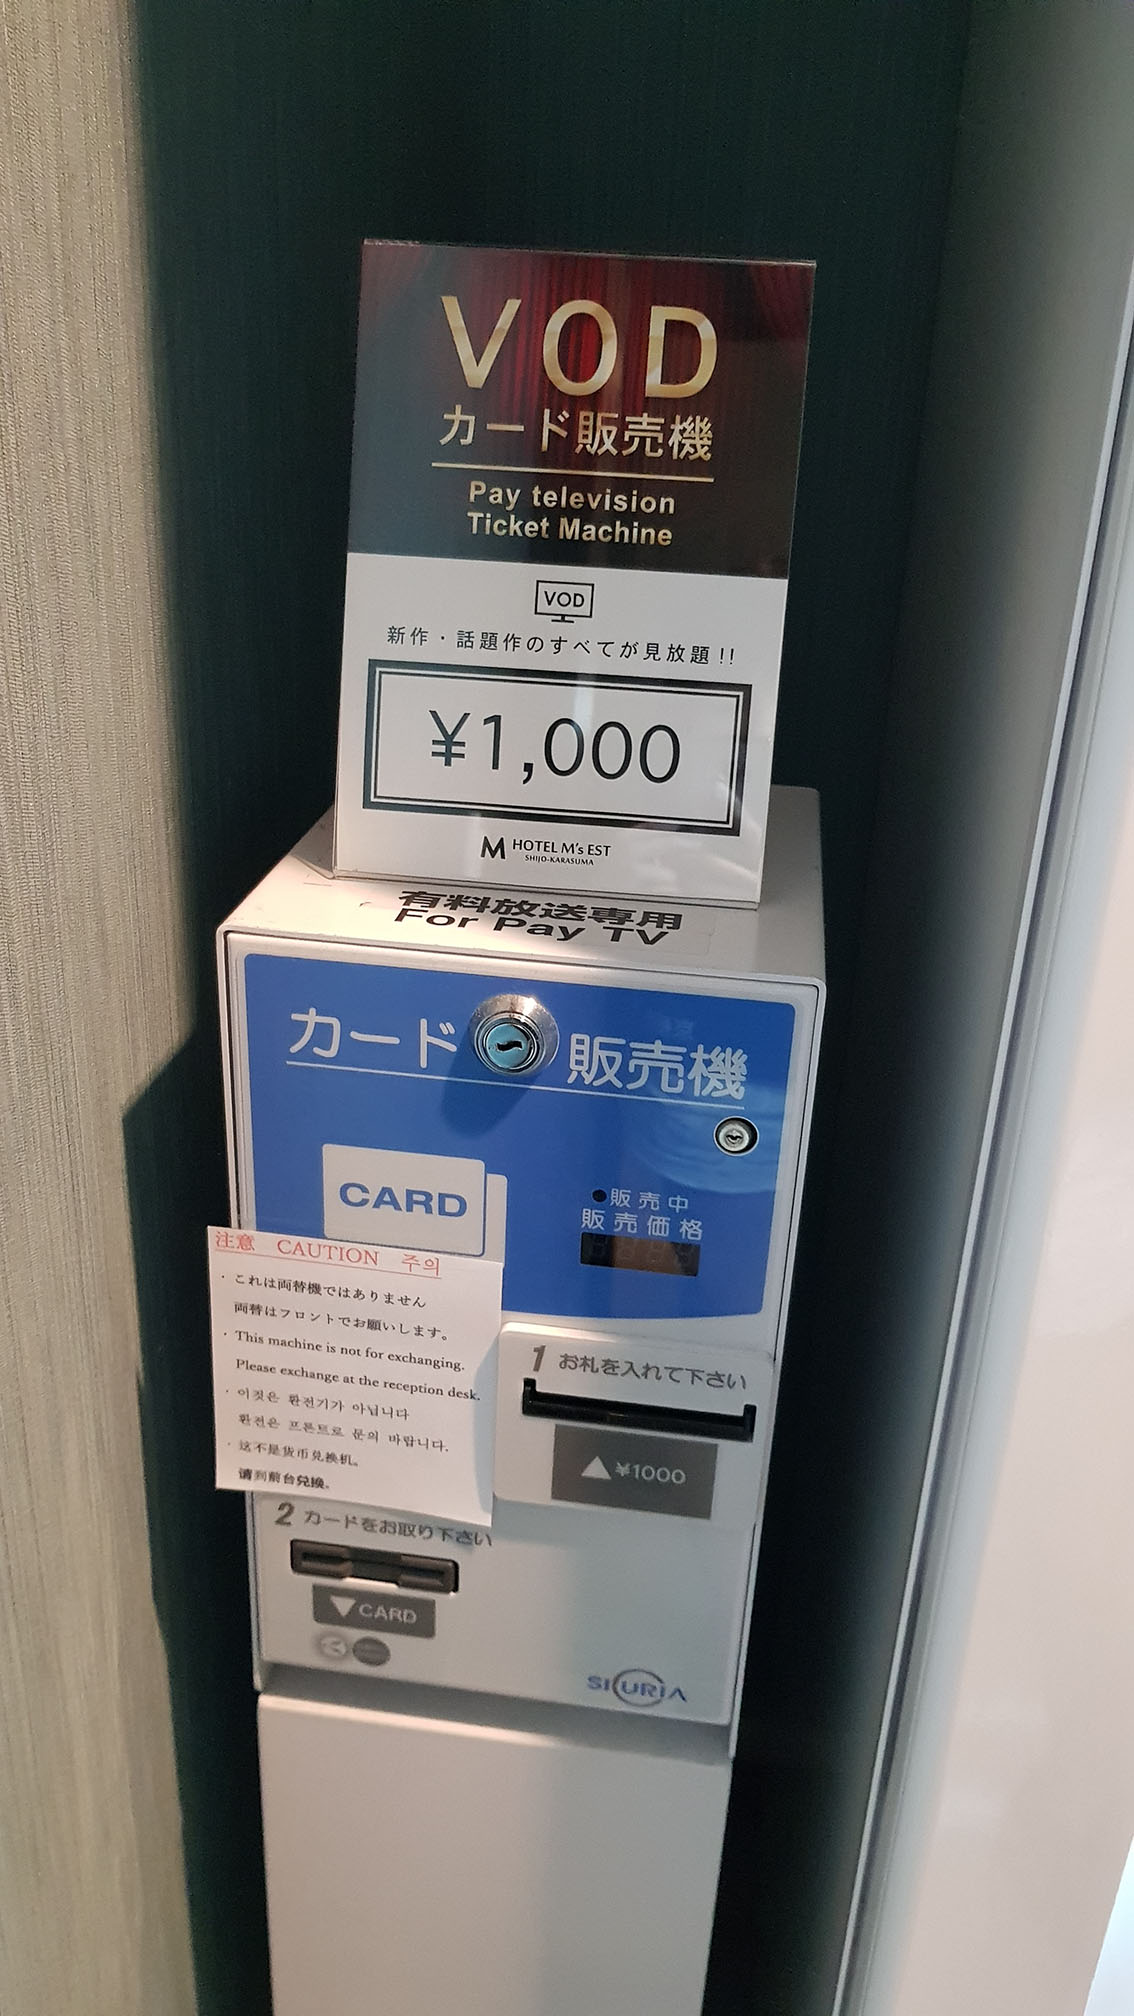 VOD
カード販売機
Pay television
Ticket Machine
VOD
新作・話題作のすべてが見放題!!
¥1,000
M HOTEL M's EST
SHIJO-KARASUMA
有料放送専用
For Pay TV
カード 販売機
CARD
●販売中
販売価格
注意 CAUTION 주의
・これは両替機ではありません
両替はフロントでお願いします。
・This machine is not for exchanging.
Please exchange at the reception desk.
・이것은 환전기가 아닙니다
환전은 프론트로 문의 바랍니다.
・这不是货币兑换机。
请到前台兑换。
1 お札を入れて下さい
▲¥1000
2 カードをお取り下さい
▼CARD
SICURIA